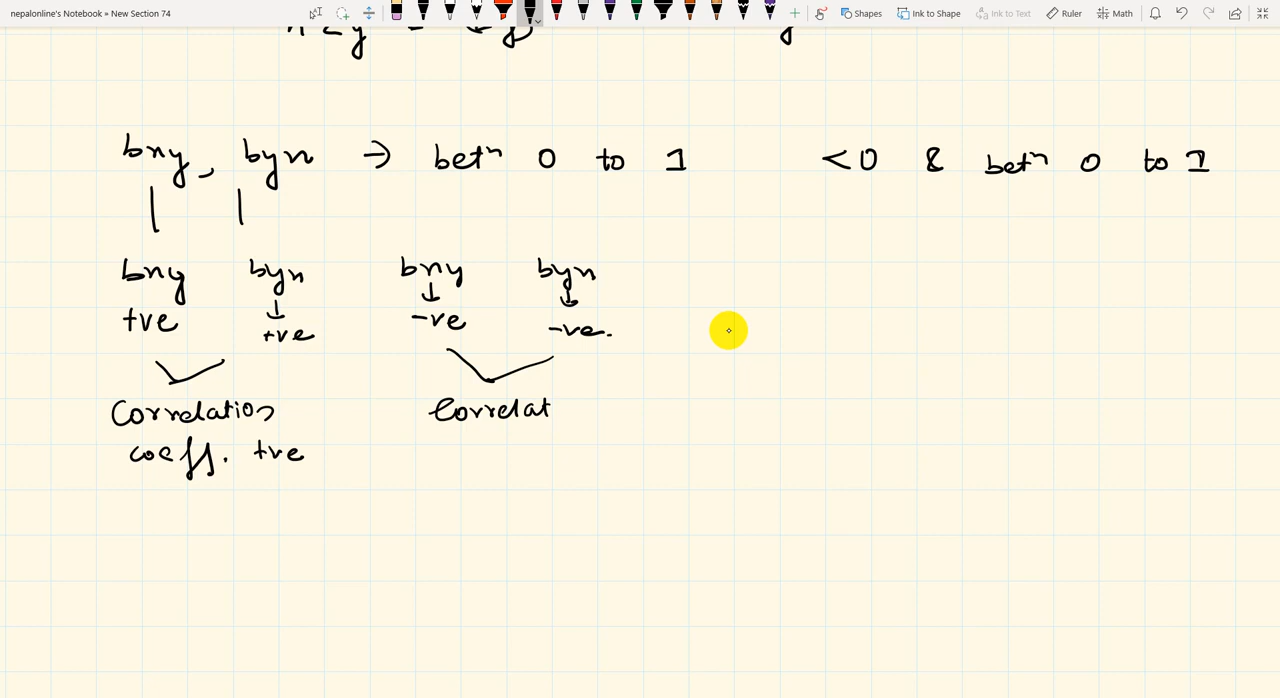 nepalonline's Notebook » New Section 74
Shapes Ink to Shape Ink to Text Ruler Math
bxy, byx → betⁿ 0 to 1 <0 & betⁿ 0 to 1
bxy byx bxy byx
+ve +ve -ve -ve.
Correlation Correlat
coeff. +ve